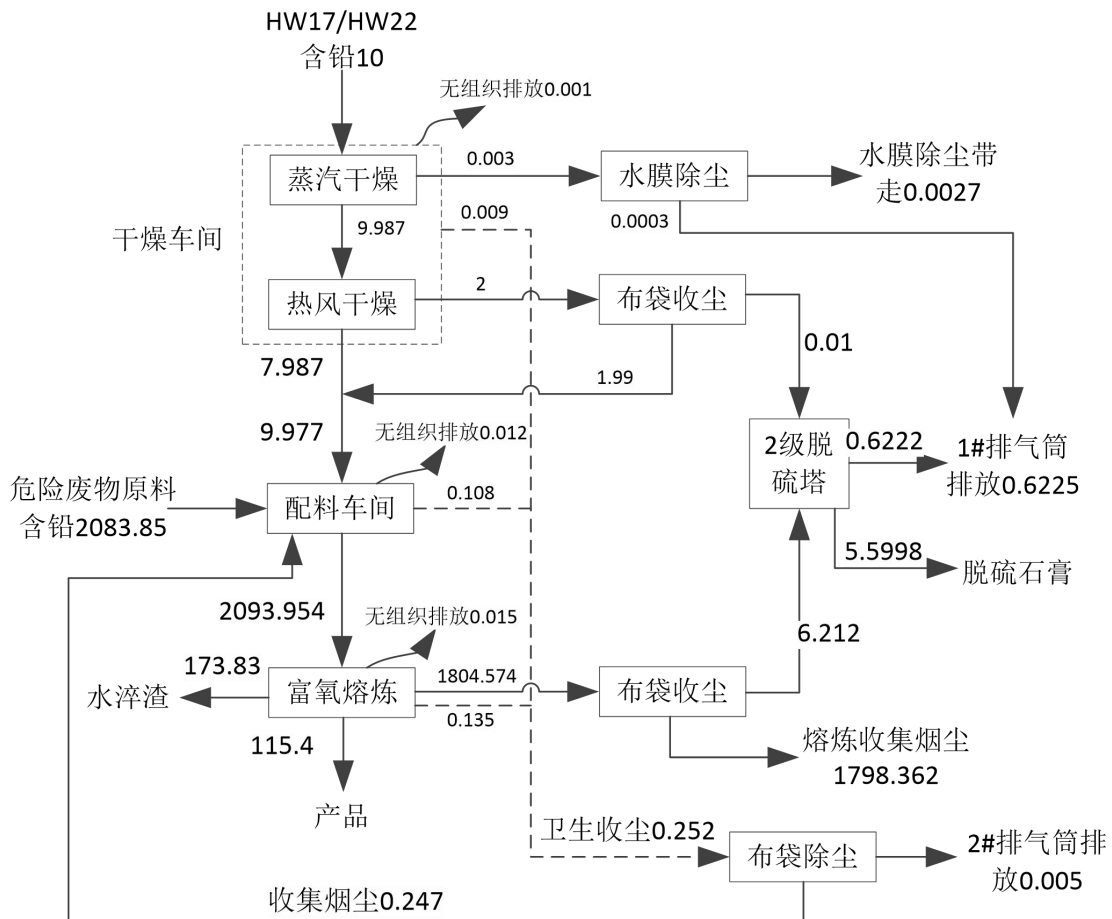 HW17/HW22
含铅10
无组织排放0.001
蒸汽干燥
0.003
水膜除尘
水膜除尘带
走0.0027
9.987
0.009
0.0003
干燥车间
热风干燥
2
布袋收尘
0.01
7.987
1.99
9.977
无组织排放0.012
2级脱
硫塔
0.6222
1#排气筒
排放0.6225
危险废物原料
含铅2083.85
配料车间
0.108
5.5998
脱硫石膏
2093.954
无组织排放0.015
6.212
173.83
水淬渣
富氧熔炼
1804.574
0.135
布袋收尘
115.4
熔炼收集烟尘
1798.362
产品
卫生收尘0.252
布袋除尘
2#排气筒排
放0.005
收集烟尘0.247